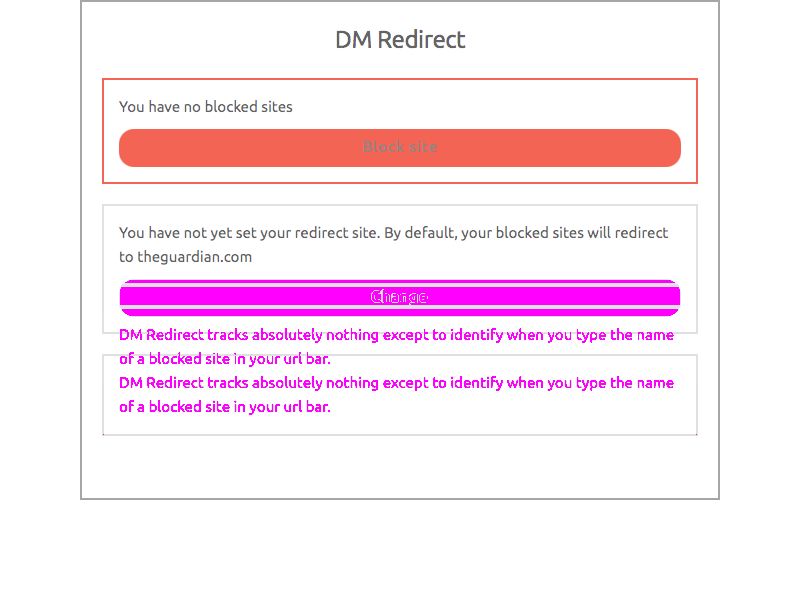 DM Redirect
You have no blocked sites
Block site
You have not yet set your redirect site. By default, your blocked sites will redirect
to theguardian.com
Change
DM Redirect tracks absolutely nothing except to identify when you type the name
of a blocked site in your url bar.
DM Redirect tracks absolutely nothing except to identify when you type the name
of a blocked site in your url bar.